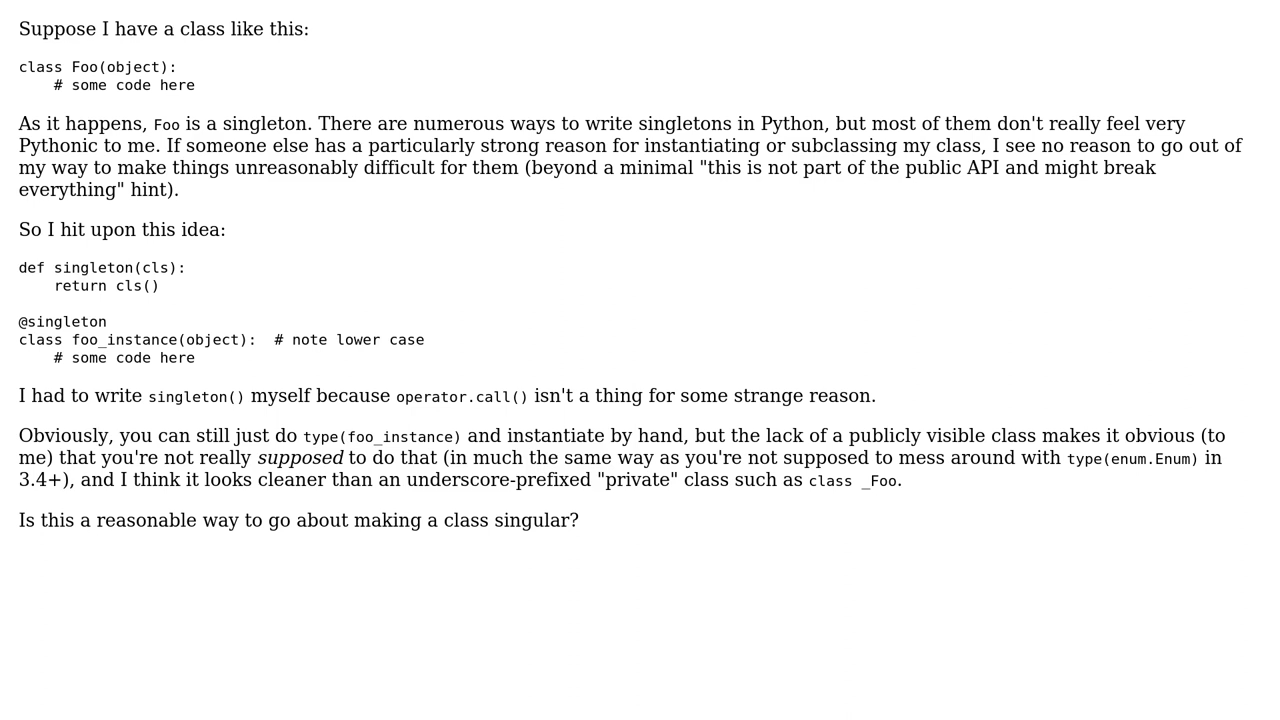 Suppose I have a class like this:
class Foo(object):
    # some code here
As it happens, Foo is a singleton. There are numerous ways to write singletons in Python, but most of them don't really feel very
Pythonic to me. If someone else has a particularly strong reason for instantiating or subclassing my class, I see no reason to go out of
my way to make things unreasonably difficult for them (beyond a minimal "this is not part of the public API and might break
everything" hint).
So I hit upon this idea:
def singleton(cls):
    return cls()
@singleton
class foo_instance(object):  # note lower case
    # some code here
I had to write singleton() myself because operator.call() isn't a thing for some strange reason.
Obviously, you can still just do type(foo_instance) and instantiate by hand, but the lack of a publicly visible class makes it obvious (to
me) that you're not really supposed to do that (in much the same way as you're not supposed to mess around with type(enum.Enum) in
3.4+), and I think it looks cleaner than an underscore-prefixed "private" class such as class _Foo.
Is this a reasonable way to go about making a class singular?